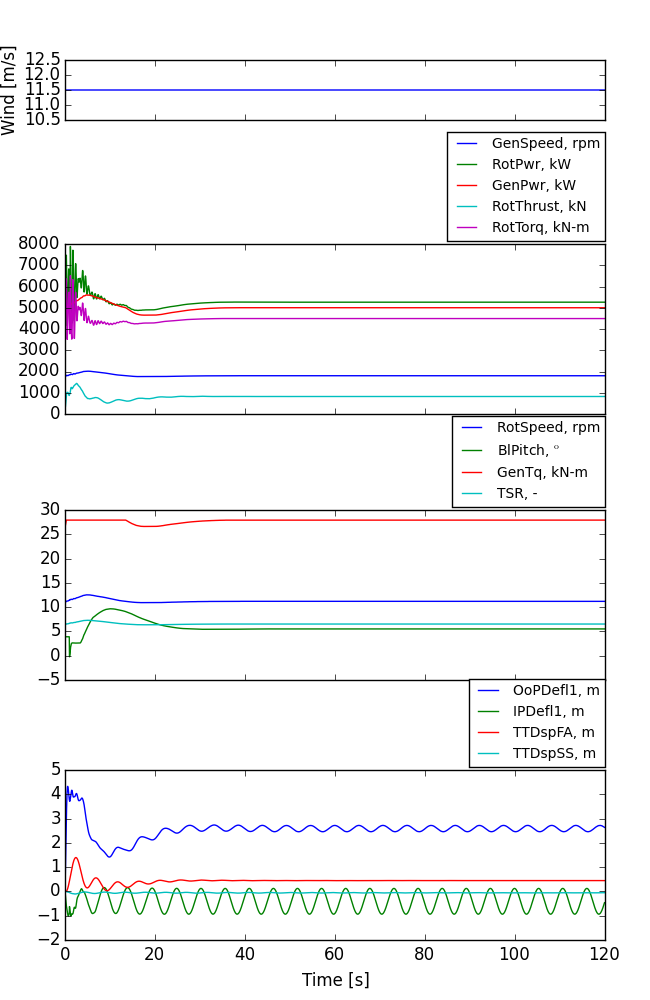 Wind [m/s]
12.5
12.0
11.5
11.0
10.5
GenSpeed, rpm
RotPwr, kW
GenPwr, kW
RotThrust, kN
RotTorq, kN-m
8000
7000
6000
5000
4000
3000
2000
1000
0
RotSpeed, rpm
BlPitch, °
GenTq, kN-m
TSR, -
30
25
20
15
10
5
0
−5
OoPDefl1, m
IPDefl1, m
TTDspFA, m
TTDspSS, m
5
4
3
2
1
0
−1
−2
0 20 40 60 80 100 120
Time [s]